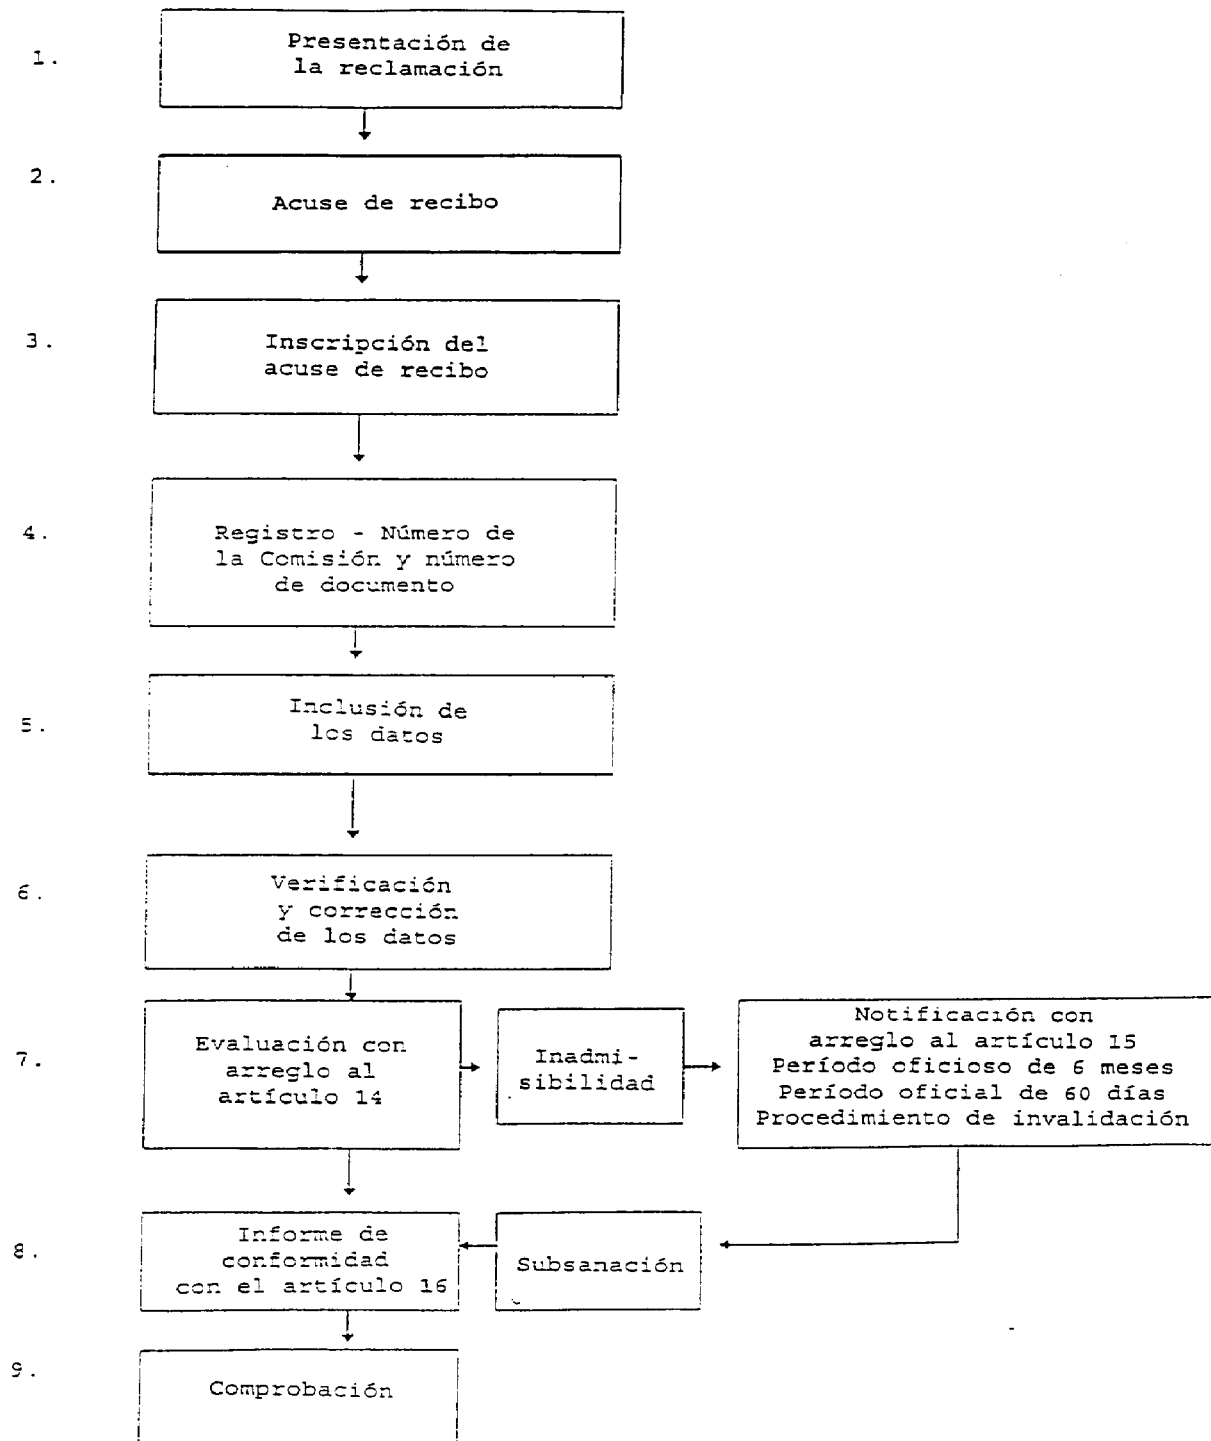 1.
Presentación de
la reclamación
2.
Acuse de recibo
3.
Inscripción del
acuse de recibo
4.
Registro - Número de
la Comisión y número
de documento
5.
Inclusión de
los datos
6.
Verificación
y corrección
de los datos
7.
Evaluación con
arreglo al
artículo 14
Inadmi-
sibilidad
Notificación con
arreglo al artículo 15
Período oficioso de 6 meses
Período oficial de 60 días
Procedimiento de invalidación
8.
Informe de
conformidad
con el artículo 16
Subsanación
9.
Comprobación